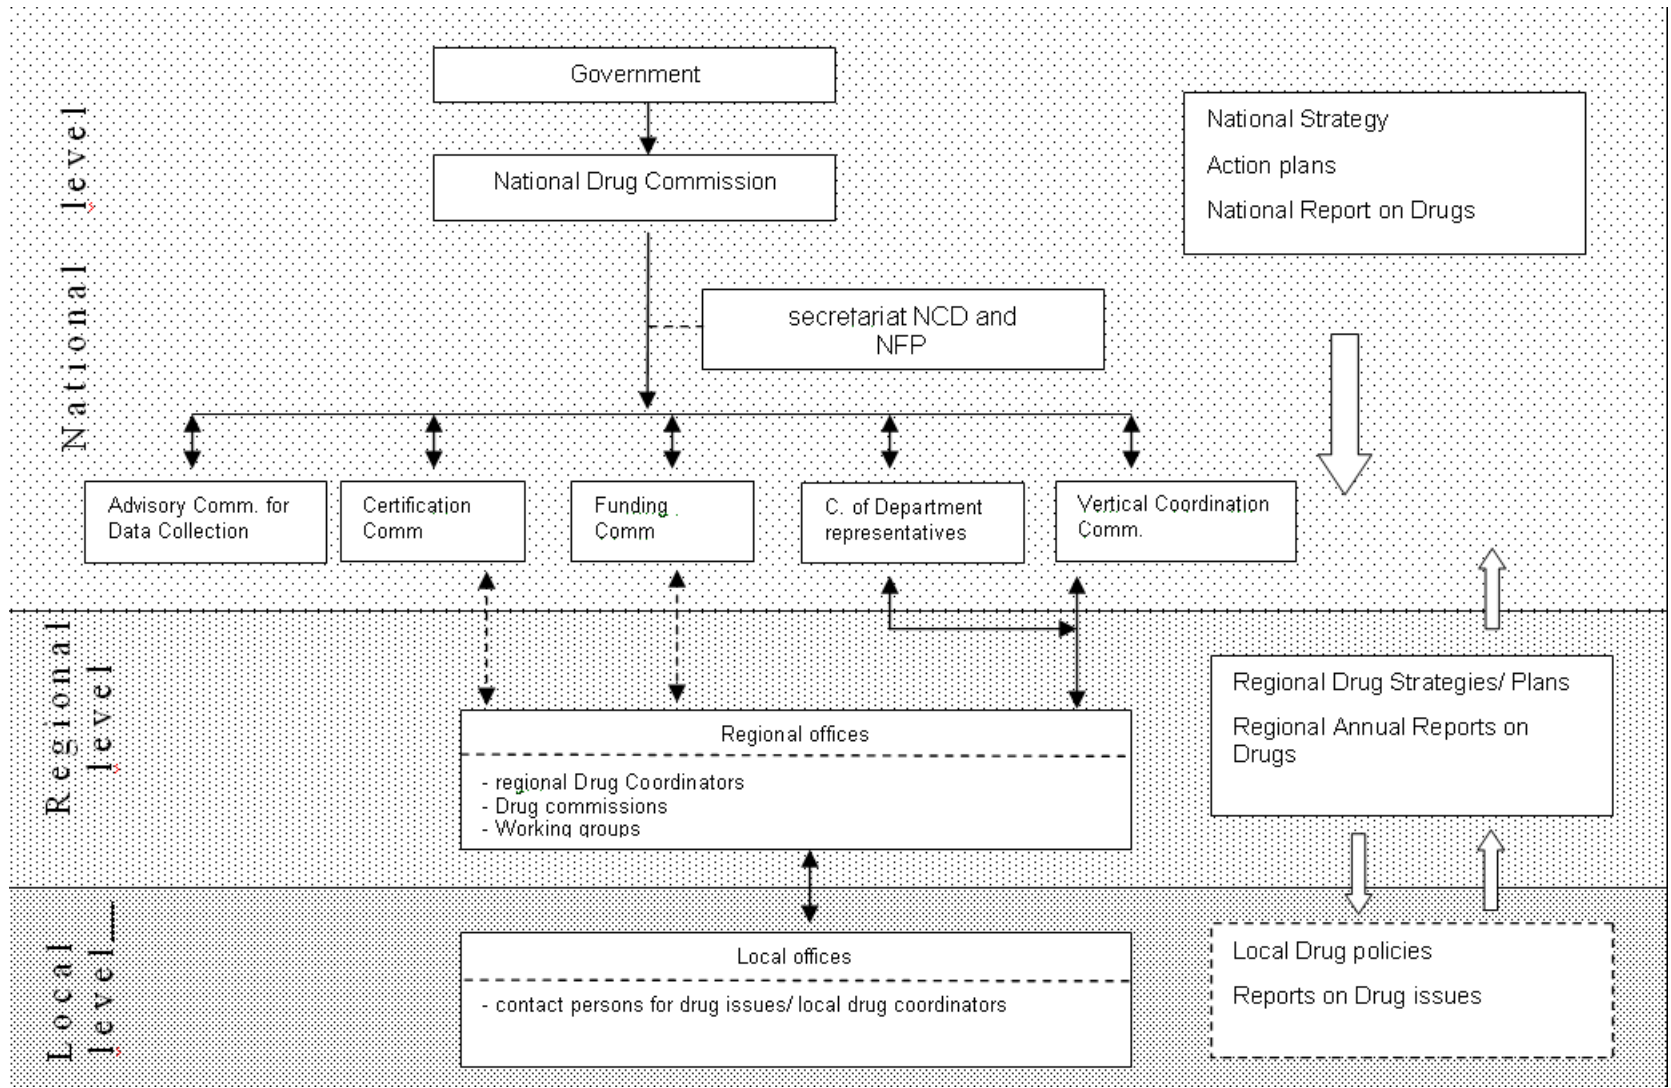 National level
Government
National Drug Commission
National Strategy
Action plans
National Report on Drugs
secretariat NCD and
NFP
Advisory Comm. for
Data Collection
Certification
Comm
Funding
Comm
C. of Department
representatives
Vertical Coordination
Comm.
Regional
level
Regional offices
- regional Drug Coordinators
- Drug commissions
- Working groups
Regional Drug Strategies/ Plans
Regional Annual Reports on
Drugs
Local
level
Local offices
- contact persons for drug issues/ local drug coordinators
Local Drug policies
Reports on Drug issues